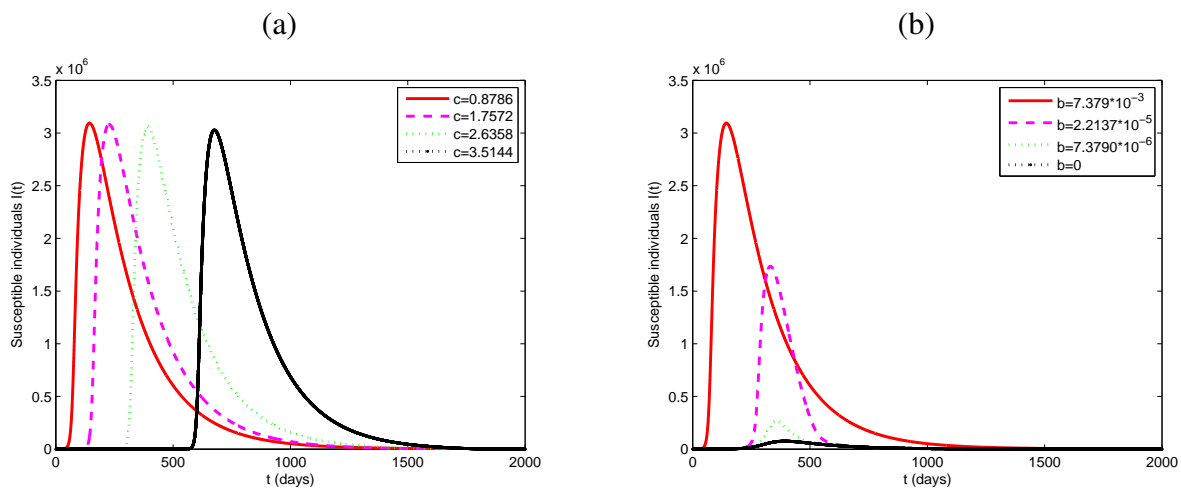 (a)
x 10^6
3.5
3
2.5
2
1.5
1
0.5
0
Susceptible individuals I(t)
0 500 1000 1500 2000
t (days)
c=0.8786
c=1.7572
c=2.6358
c=3.5144
(b)
x 10^6
3.5
3
2.5
2
1.5
1
0.5
0
Susceptible individuals I(t)
0 500 1000 1500 2000
t (days)
b=7.379*10^−3
b=2.2137*10^−5
b=7.3790*10^−6
b=0